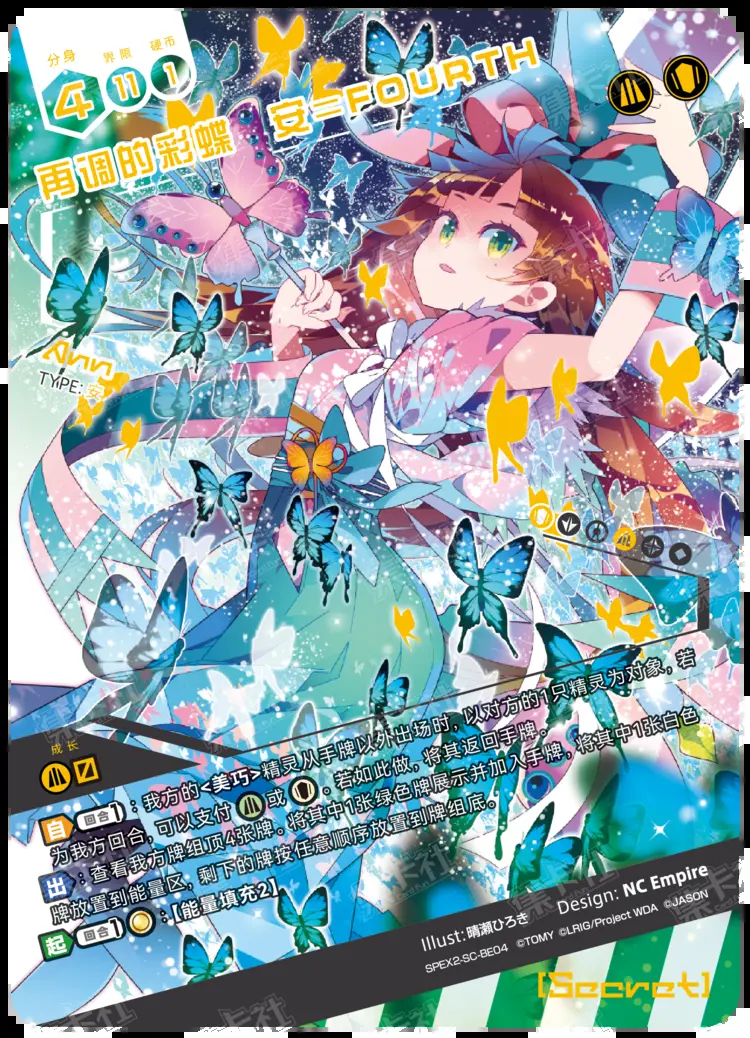 分身 界限 硬币
4 11 1
再调的彩蝶 安=FOURTH
Ann
TYPE:安
成长
自 回合1：我方的<美巧>精灵从手牌以外出场时，以对方的1只精灵为对象，若
为我方回合，可以支付 或 。若如此做，将其返回手牌。
出：查看我方牌组顶4张牌。将其中1张绿色牌展示并加入手牌，将其中1张白色
牌放置到能量区，剩下的牌按任意顺序放置到牌组底。
起 回合1 ：【能量填充2】
Illust:晴瀬ひろき Design: NC Empire
SPEX2-SC-BE04 ©TOMY ©LRIG/Project WDA ©JASON
[Secret]
集卡社